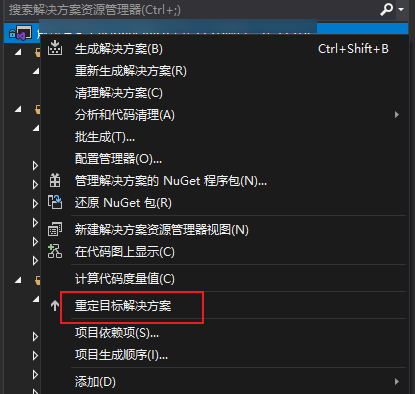 搜索解决方案资源管理器(Ctrl+;)
生成解决方案(B) Ctrl+Shift+B
重新生成解决方案(R)
清理解决方案(C)
分析和代码清理(A)
批生成(T)...
配置管理器(O)...
管理解决方案的 NuGet 程序包(N)...
还原 NuGet 包(R)
新建解决方案资源管理器视图(N)
在代码图上显示(C)
计算代码度量值(C)
重定目标解决方案
项目依赖项(S)...
项目生成顺序(I)...
添加(D)